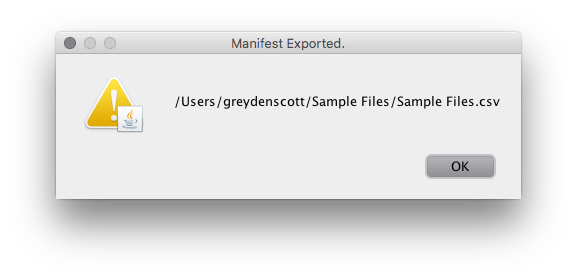 Manifest Exported.
/Users/greydenscott/Sample Files/Sample Files.csv
OK